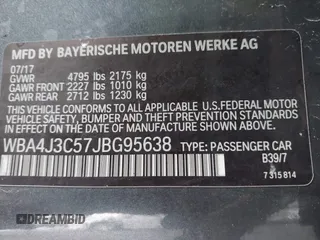 MFD BY BAYERISCHE MOTOREN WERKE AG
07/17
GVWR 4795 lbs 2175 kg
GAWR FRONT 2227 lbs 1010 kg
GAWR REAR 2712 lbs 1230 kg
THIS VEHICLE CONFORMS TO ALL APPLICABLE
U.S.FEDERAL MOTOR VEHICLE SAFETY, BUMPER,
AND THEFT PREVENTION STANDARDS IN EFFECT ON
THE DATE OF MANUFACTURE SHOWN ABOVE.
WBA4J3C57JBG95638 TYPE: PASSENGER CAR
B39/7
7 315 814
DREAMBID